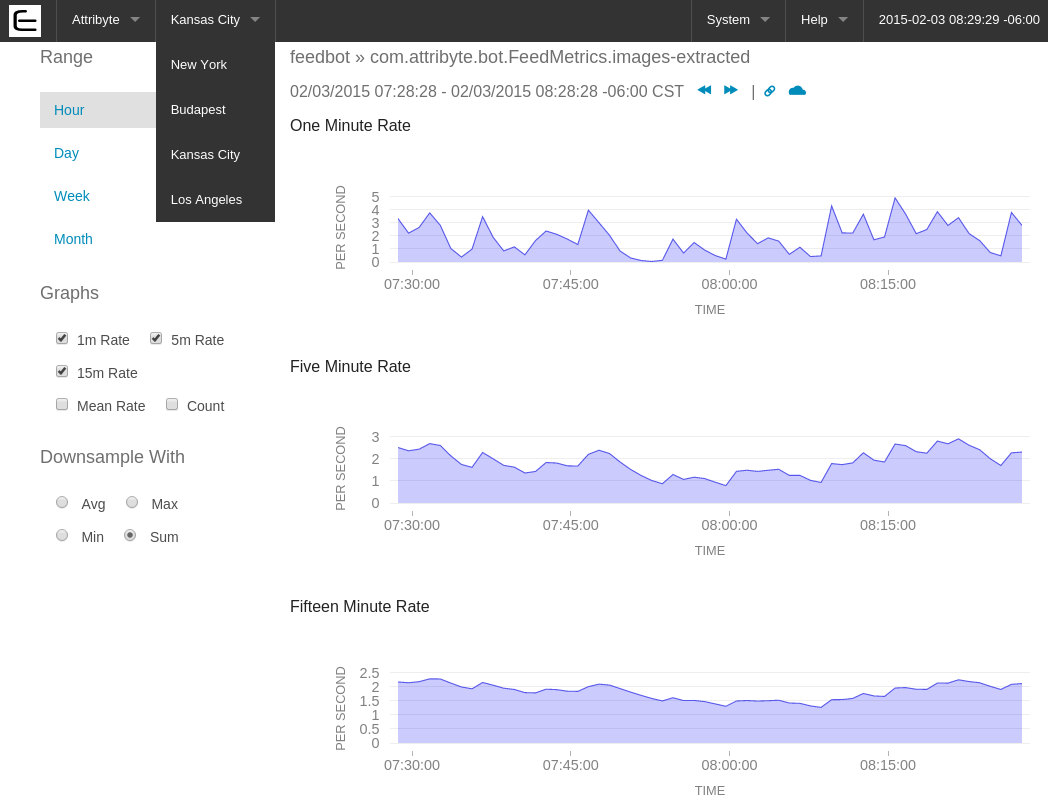 Attribyte
Kansas City
System
Help
2015-02-03 08:29:29 -06:00
New York
Budapest
Kansas City
Los Angeles
Range
Hour
Day
Week
Month
Graphs
1m Rate 5m Rate
15m Rate
Mean Rate Count
Downsample With
Avg Max
Min Sum
feedbot » com.attribyte.bot.FeedMetrics.images-extracted
02/03/2015 07:28:28 - 02/03/2015 08:28:28 -06:00 CST |
One Minute Rate
PER SECOND
5
4
3
2
1
0
07:30:00 07:45:00 08:00:00 08:15:00
TIME
Five Minute Rate
PER SECOND
3
2
1
0
07:30:00 07:45:00 08:00:00 08:15:00
TIME
Fifteen Minute Rate
PER SECOND
2.5
2
1.5
1
0.5
0
07:30:00 07:45:00 08:00:00 08:15:00
TIME